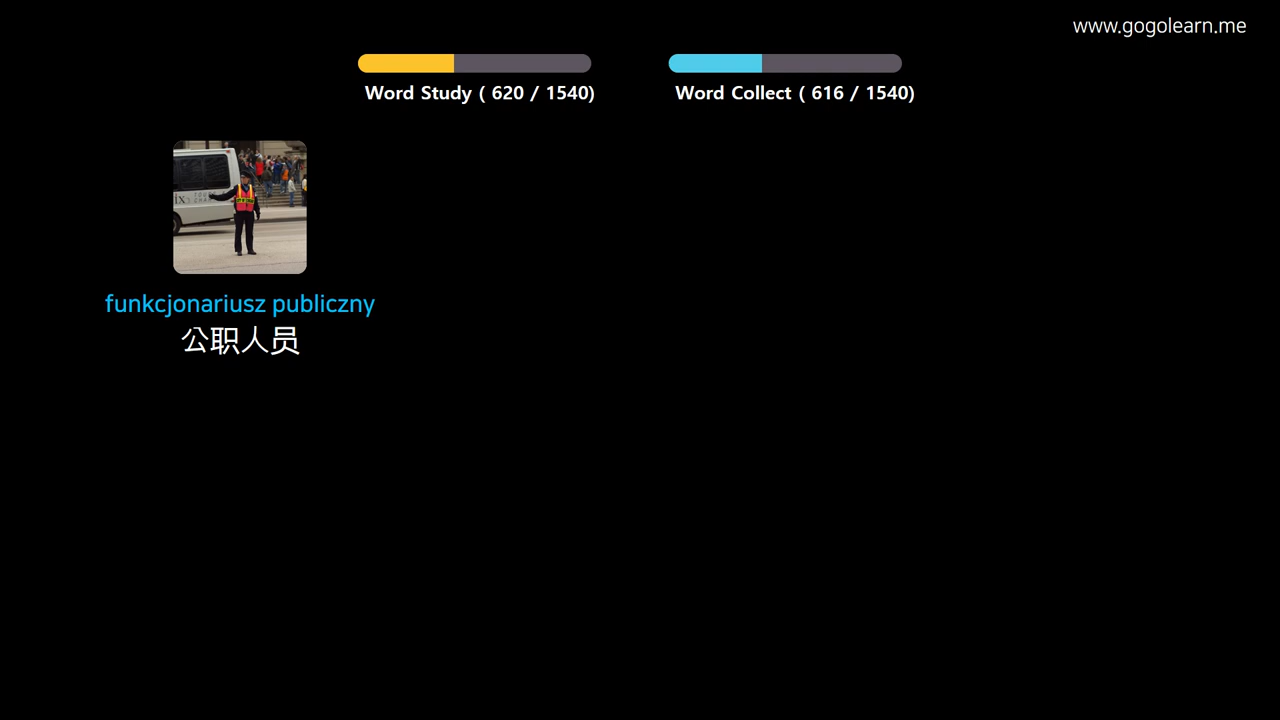 www.gogolearn.me
Word Study ( 620 / 1540)
Word Collect ( 616 / 1540)
funkcjonariusz publiczny
公职人员